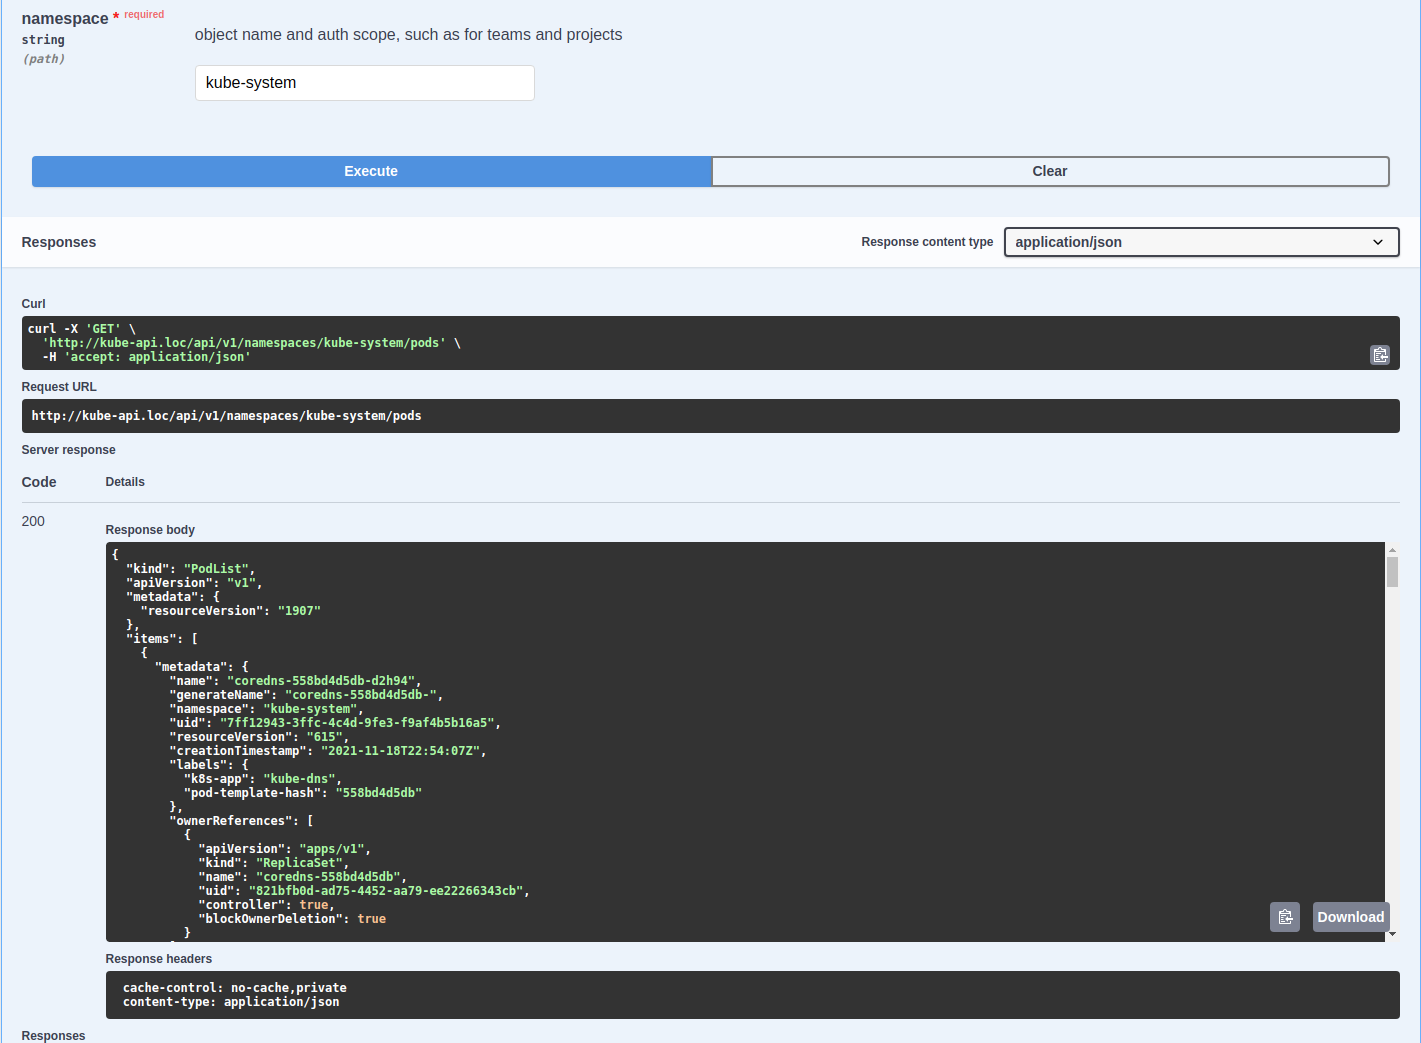 namespace * required
string
(path)
object name and auth scope, such as for teams and projects
kube-system
Execute
Clear
Responses
Response content type
application/json
Curl
curl -X 'GET' \
  'http://kube-api.loc/api/v1/namespaces/kube-system/pods' \
  -H 'accept: application/json'
Request URL
http://kube-api.loc/api/v1/namespaces/kube-system/pods
Server response
Code
Details
200
Response body
{
  "kind": "PodList",
  "apiVersion": "v1",
  "metadata": {
    "resourceVersion": "1907"
  },
  "items": [
    {
      "metadata": {
        "name": "coredns-558bd4d5db-d2h94",
        "generateName": "coredns-558bd4d5db-",
        "namespace": "kube-system",
        "uid": "7ff12943-3ffc-4c4d-9fe3-f9af4b5b16a5",
        "resourceVersion": "615",
        "creationTimestamp": "2021-11-18T22:54:07Z",
        "labels": {
          "k8s-app": "kube-dns",
          "pod-template-hash": "558bd4d5db"
        },
        "ownerReferences": [
          {
            "apiVersion": "apps/v1",
            "kind": "ReplicaSet",
            "name": "coredns-558bd4d5db",
            "uid": "821bfb0d-ad75-4452-aa79-ee22266343cb",
            "controller": true,
            "blockOwnerDeletion": true
          }
Download
Response headers
cache-control: no-cache,private
content-type: application/json
Responses